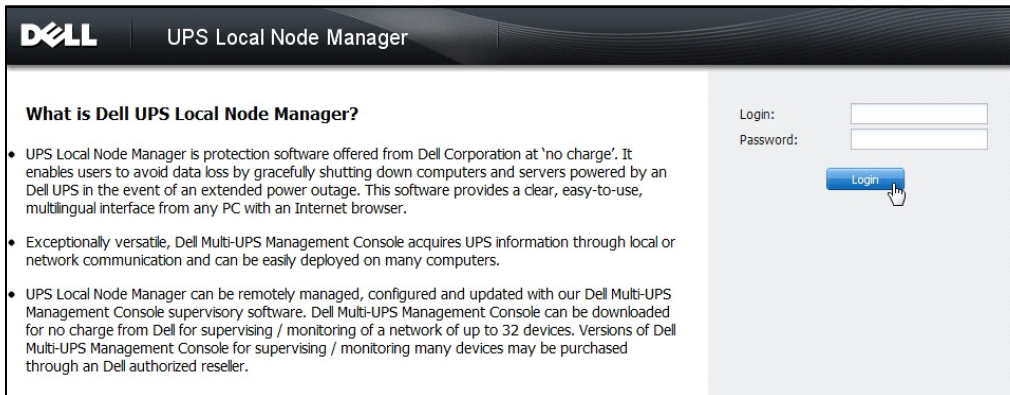 DELL UPS Local Node Manager
What is Dell UPS Local Node Manager?
• UPS Local Node Manager is protection software offered from Dell Corporation at ‘no charge’. It
enables users to avoid data loss by gracefully shutting down computers and servers powered by an
Dell UPS in the event of an extended power outage. This software provides a clear, easy-to-use,
multilingual interface from any PC with an Internet browser.
• Exceptionally versatile, Dell Multi-UPS Management Console acquires UPS information through local or
network communication and can be easily deployed on many computers.
• UPS Local Node Manager can be remotely managed, configured and updated with our Dell Multi-UPS
Management Console supervisory software. Dell Multi-UPS Management Console can be downloaded
for no charge from Dell for supervising / monitoring of a network of up to 32 devices. Versions of Dell
Multi-UPS Management Console for supervising / monitoring many devices may be purchased
through an Dell authorized reseller.
Login:
Password:
Login